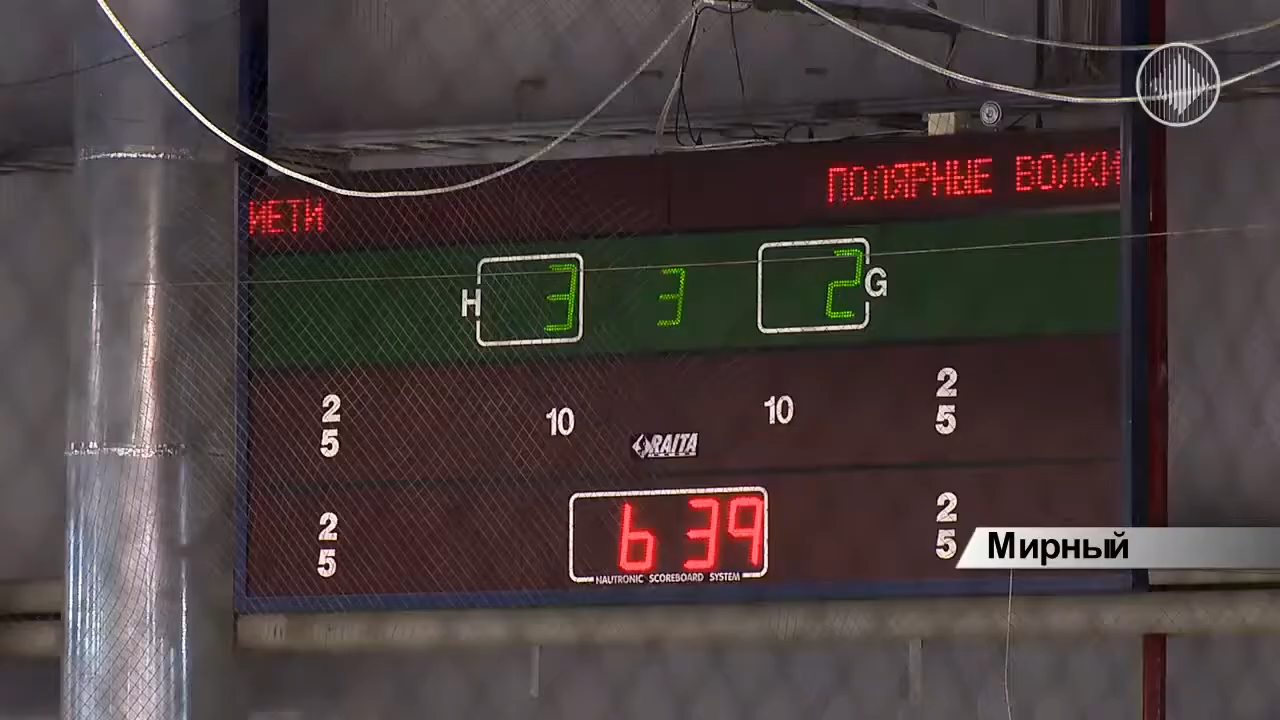 ПОЛЯРНЫЕ ВОЛКИ
ИЕТИ
H 3 3 2 G
2 10 10 2
5 5
RAITA
2 6 39 2
5 5
NAUTRONIC SCOREBOARD SYSTEM
Мирный